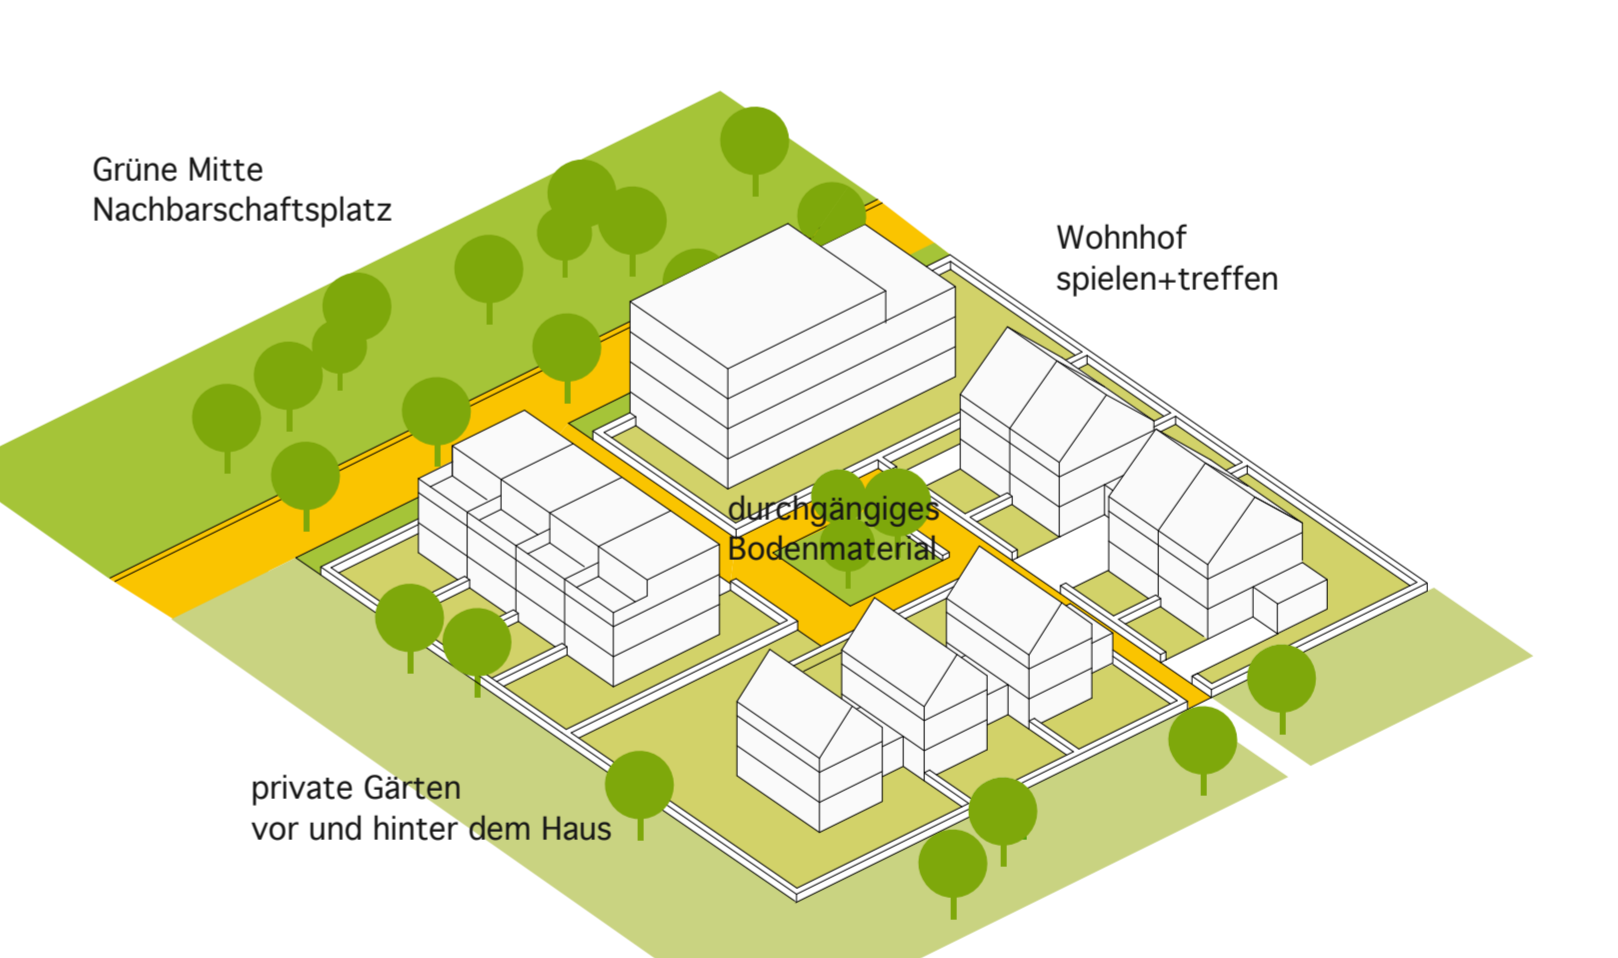 Grüne Mitte
Nachbarschaftsplatz
Wohnhof
spielen+treffen
durchgängiges
Bodenmaterial
private Gärten
vor und hinter dem Haus